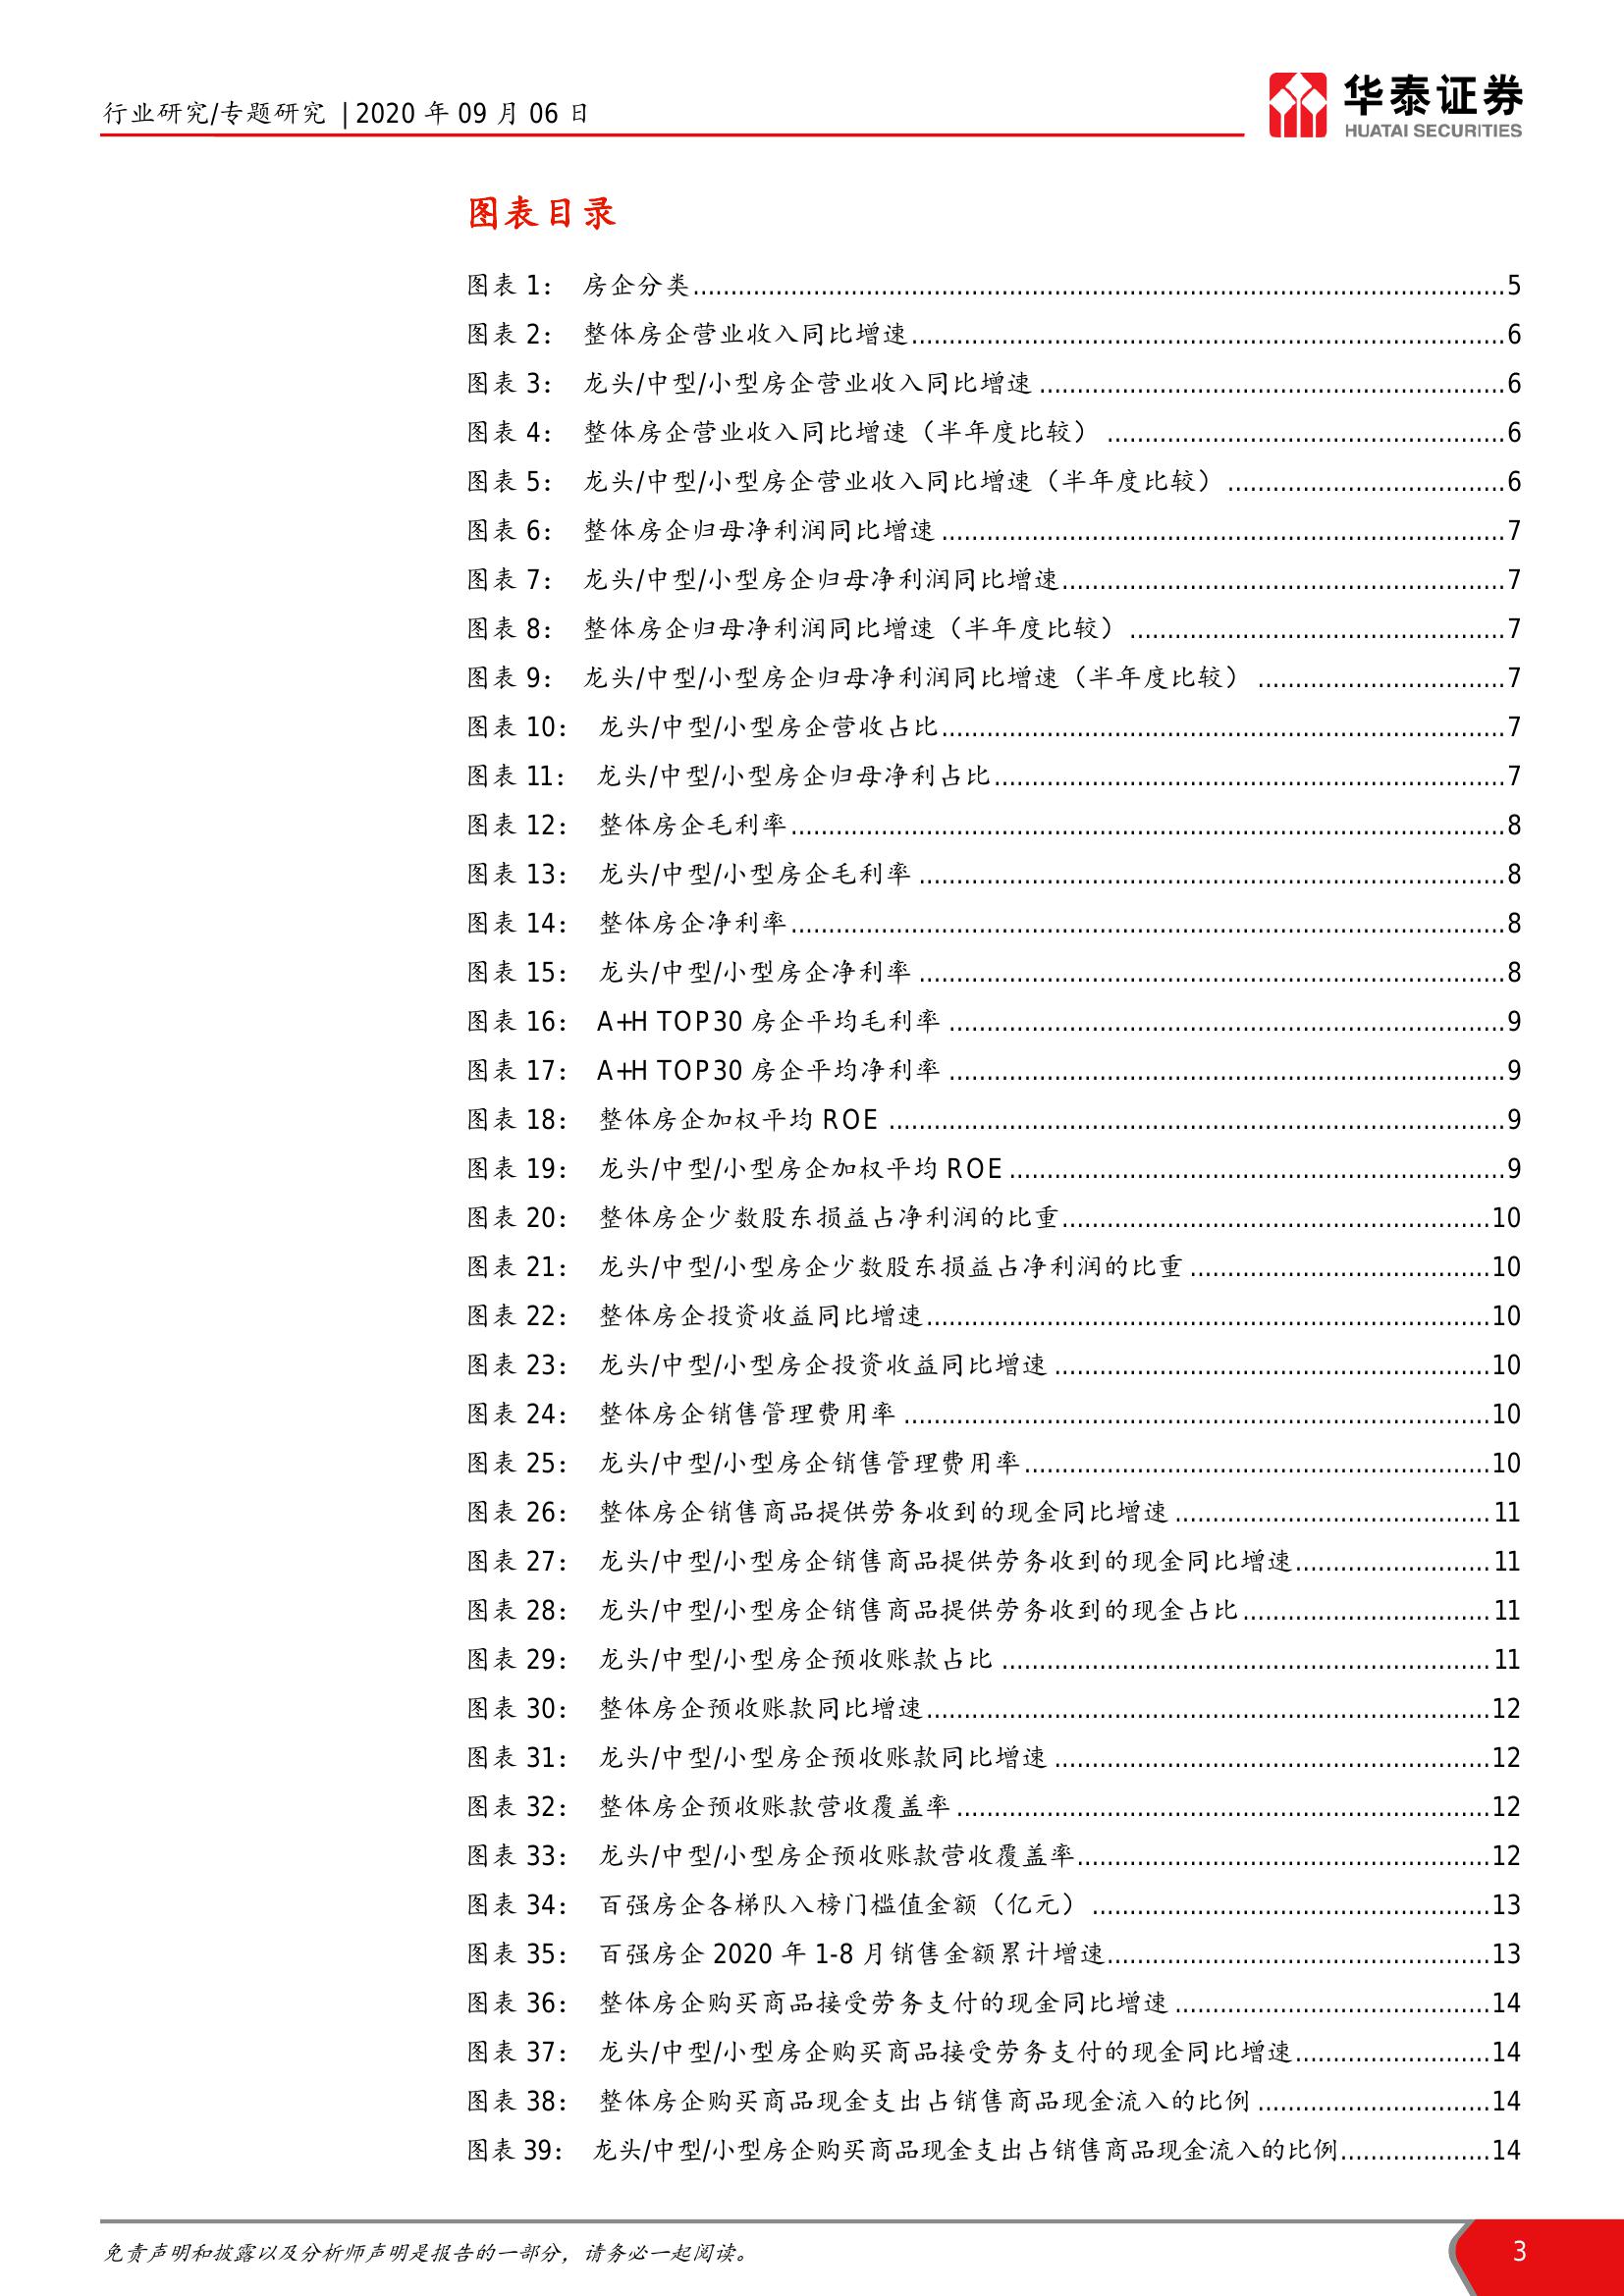 行业研究/专题研究 | 2020 年 09 月 06 日
华泰证券
HUATAI SECURITIES
图表目录
图表 1： 房企分类 5
图表 2： 整体房企营业收入同比增速 6
图表 3： 龙头/中型/小型房企营业收入同比增速 6
图表 4： 整体房企营业收入同比增速（半年度比较） 6
图表 5： 龙头/中型/小型房企营业收入同比增速（半年度比较） 6
图表 6： 整体房企归母净利润同比增速 7
图表 7： 龙头/中型/小型房企归母净利润同比增速 7
图表 8： 整体房企归母净利润同比增速（半年度比较） 7
图表 9： 龙头/中型/小型房企归母净利润同比增速（半年度比较） 7
图表 10： 龙头/中型/小型房企营收占比 7
图表 11： 龙头/中型/小型房企归母净利占比 7
图表 12： 整体房企毛利率 8
图表 13： 龙头/中型/小型房企毛利率 8
图表 14： 整体房企净利率 8
图表 15： 龙头/中型/小型房企净利率 8
图表 16： A+H TOP30 房企平均毛利率 9
图表 17： A+H TOP30 房企平均净利率 9
图表 18： 整体房企加权平均 ROE 9
图表 19： 龙头/中型/小型房企加权平均 ROE 9
图表 20： 整体房企少数股东损益占净利润的比重 10
图表 21： 龙头/中型/小型房企少数股东损益占净利润的比重 10
图表 22： 整体房企投资收益同比增速 10
图表 23： 龙头/中型/小型房企投资收益同比增速 10
图表 24： 整体房企销售管理费用率 10
图表 25： 龙头/中型/小型房企销售管理费用率 10
图表 26： 整体房企销售商品提供劳务收到的现金同比增速 11
图表 27： 龙头/中型/小型房企销售商品提供劳务收到的现金同比增速 11
图表 28： 龙头/中型/小型房企销售商品提供劳务收到的现金占比 11
图表 29： 龙头/中型/小型房企预收账款占比 11
图表 30： 整体房企预收账款同比增速 12
图表 31： 龙头/中型/小型房企预收账款同比增速 12
图表 32： 整体房企预收账款营收覆盖率 12
图表 33： 龙头/中型/小型房企预收账款营收覆盖率 12
图表 34： 百强房企各梯队入榜门槛值金额（亿元） 13
图表 35： 百强房企 2020 年 1-8 月销售金额累计增速 13
图表 36： 整体房企购买商品接受劳务支付的现金同比增速 14
图表 37： 龙头/中型/小型房企购买商品接受劳务支付的现金同比增速 14
图表 38： 整体房企购买商品现金支出占销售商品现金流入的比例 14
图表 39： 龙头/中型/小型房企购买商品现金支出占销售商品现金流入的比例 14
免责声明和披露以及分析师声明是报告的一部分，请务必一起阅读。
3